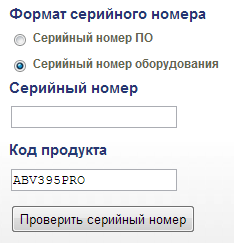 Формат серийного номера
Серийный номер ПО
Серийный номер оборудования
Серийный номер
Код продукта
ABV395PRO
Проверить серийный номер